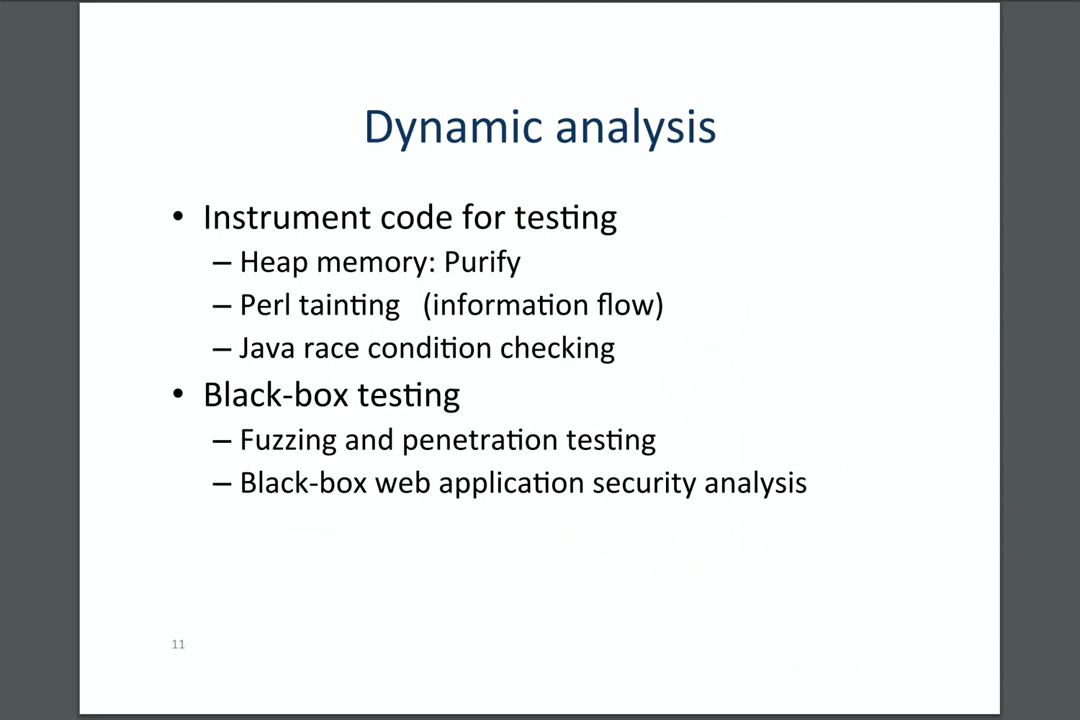 Dynamic analysis
• Instrument code for testing
– Heap memory: Purify
– Perl tainting (information flow)
– Java race condition checking
• Black-box testing
– Fuzzing and penetration testing
– Black-box web application security analysis
11